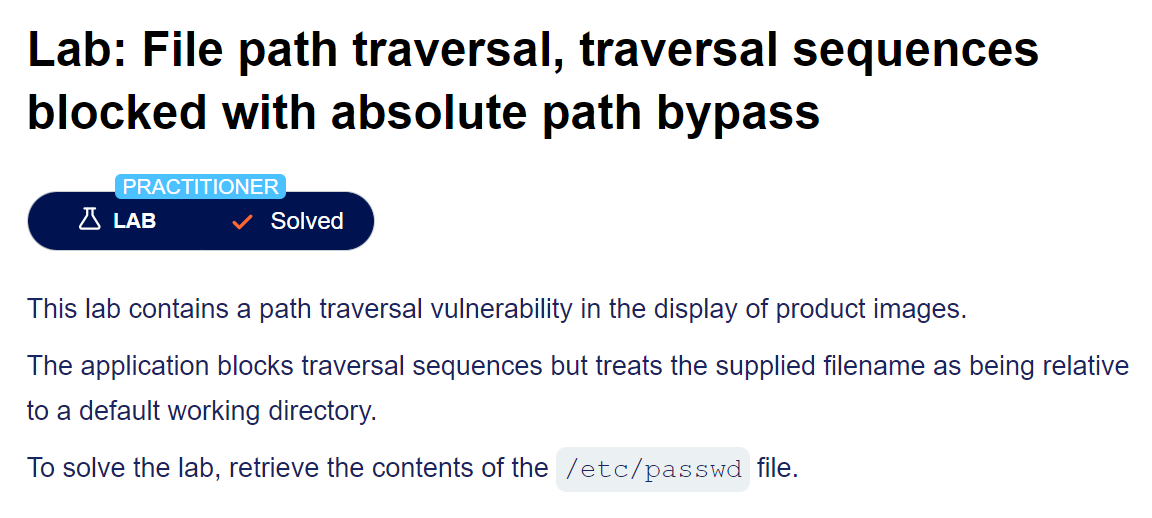 Lab: File path traversal, traversal sequences
blocked with absolute path bypass
PRACTITIONER
LAB Solved
This lab contains a path traversal vulnerability in the display of product images.
The application blocks traversal sequences but treats the supplied filename as being relative
to a default working directory.
To solve the lab, retrieve the contents of the /etc/passwd file.